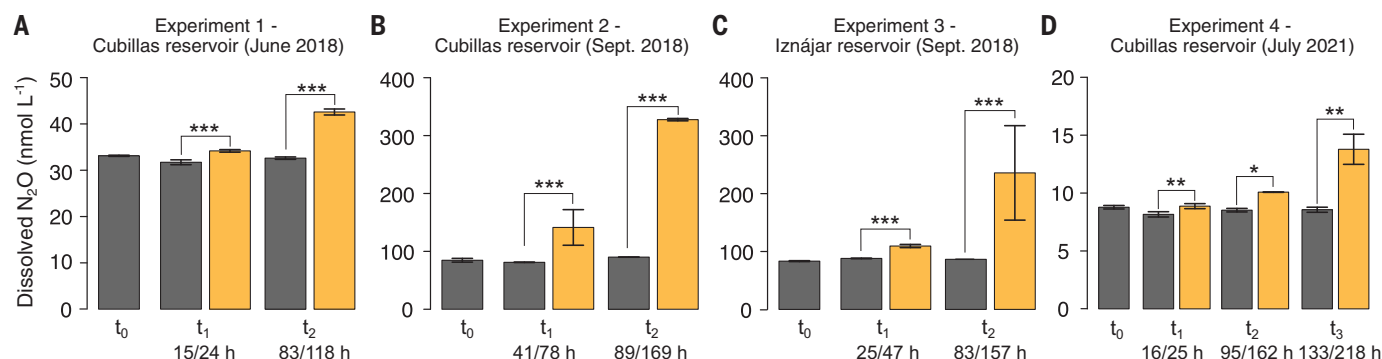 A
Experiment 1 -
Cubillas reservoir (June 2018)
Dissolved N₂O (nmol L⁻¹)
50
40
30
20
10
0
***
***
t₀
t₁
t₂
15/24 h
83/118 h
B
Experiment 2 -
Cubillas reservoir (Sept. 2018)
400
300
200
100
0
***
***
t₀
t₁
t₂
41/78 h
89/169 h
C
Experiment 3 -
Iznájar reservoir (Sept. 2018)
400
300
200
100
0
***
***
t₀
t₁
t₂
25/47 h
83/157 h
D
Experiment 4 -
Cubillas reservoir (July 2021)
20
15
10
5
0
**
*
**
t₀
t₁
t₂
t₃
16/25 h
95/162 h
133/218 h